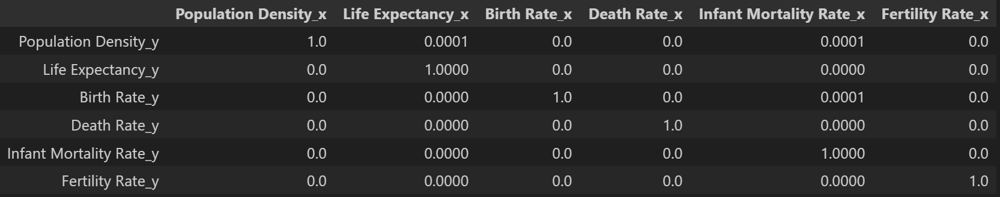 Population Density_x Life Expectancy_x Birth Rate_x Death Rate_x Infant Mortality Rate_x Fertility Rate_x
Population Density_y 1.0 0.0001 0.0 0.0 0.0001 0.0
Life Expectancy_y 0.0 1.0000 0.0 0.0 0.0000 0.0
Birth Rate_y 0.0 0.0000 1.0 0.0 0.0001 0.0
Death Rate_y 0.0 0.0000 0.0 1.0 0.0000 0.0
Infant Mortality Rate_y 0.0 0.0000 0.0 0.0 1.0000 0.0
Fertility Rate_y 0.0 0.0000 0.0 0.0 0.0000 1.0